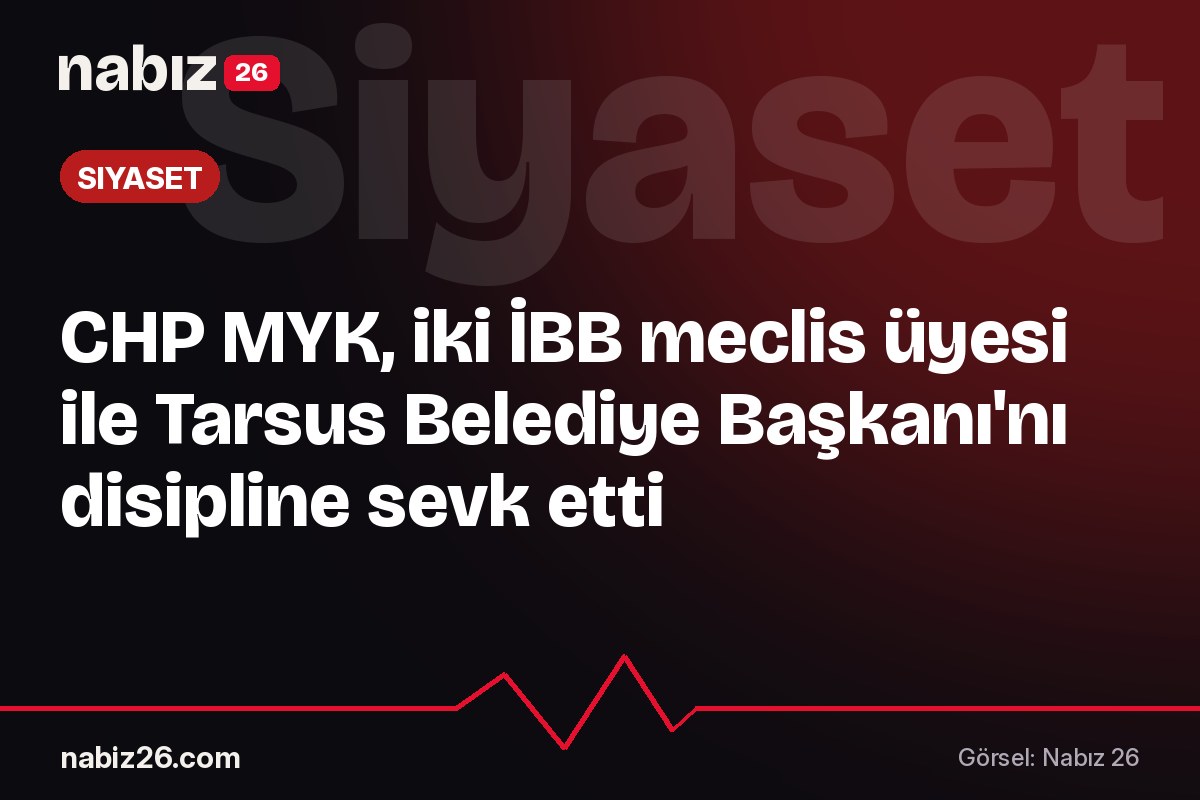 Siyaset
nabız 26
SIYASET
CHP MYK, iki İBB meclis üyesi
ile Tarsus Belediye Başkanı'nı
disipline sevk etti
nabiz26.com
Görsel: Nabız 26